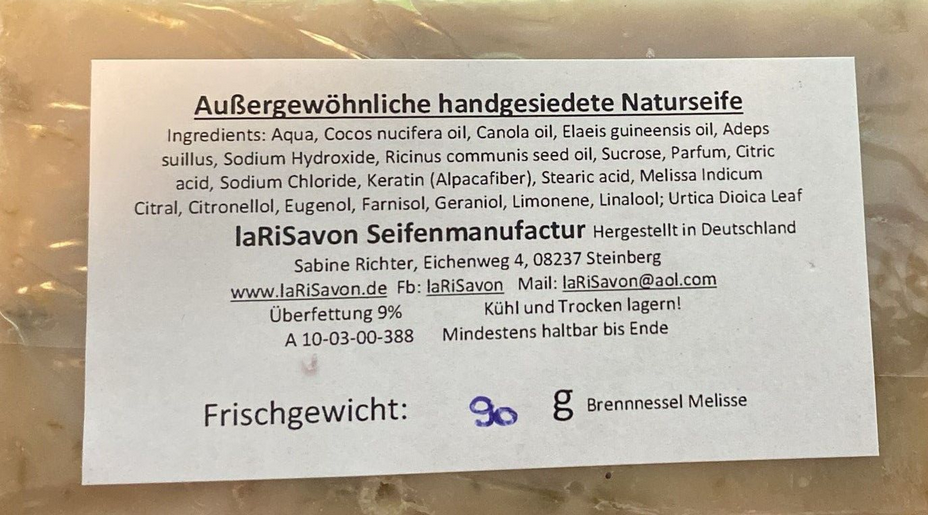 Außergewöhnliche handgesiedete Naturseife
Ingredients: Aqua, Cocos nucifera oil, Canola oil, Elaeis guineensis oil, Adeps
suillus, Sodium Hydroxide, Ricinus communis seed oil, Sucrose, Parfum, Citric
acid, Sodium Chloride, Keratin (Alpacafiber), Stearic acid, Melissa Indicum
Citral, Citronellol, Eugenol, Farnisol, Geraniol, Limonene, Linalool; Urtica Dioica Leaf
laRiSavon Seifenmanufactur Hergestellt in Deutschland
Sabine Richter, Eichenweg 4, 08237 Steinberg
www.laRiSavon.de Fb: laRiSavon Mail: laRiSavon@aol.com
Überfettung 9% Kühl und Trocken lagern!
A 10-03-00-388 Mindestens haltbar bis Ende
Frischgewicht: 90 g Brennnessel Melisse